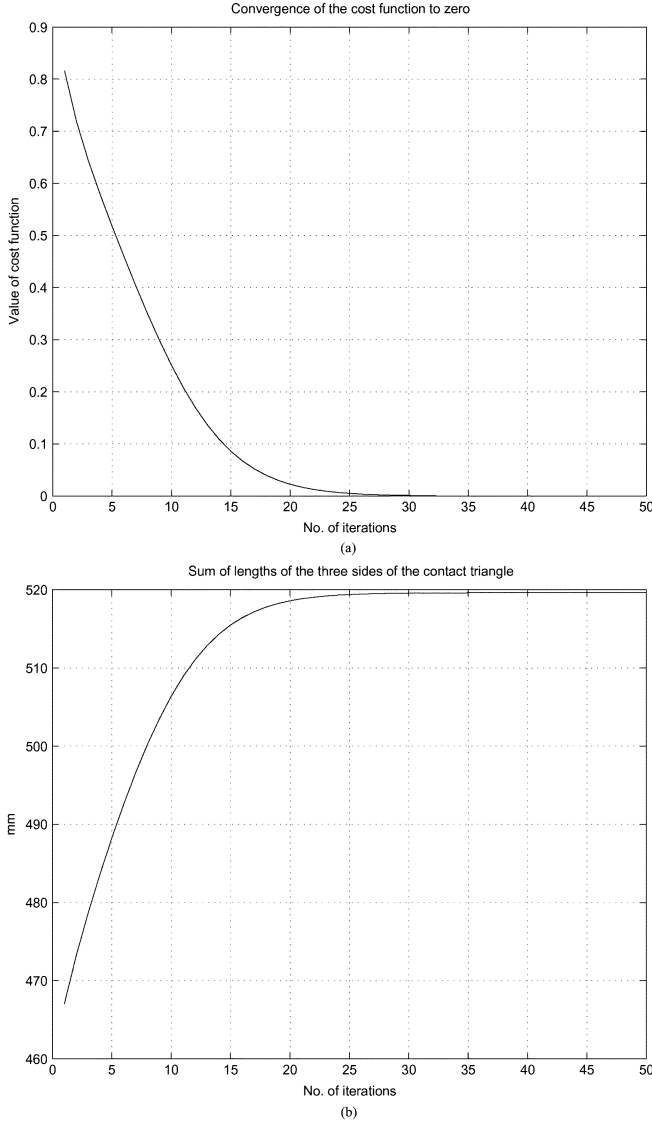 Convergence of the cost function to zero
0.9
0.8
0.7
0.6
0.5
0.4
0.3
0.2
0.1
0
Value of cost function
0 5 10 15 20 25 30 35 40 45 50
No. of iterations
(a)
Sum of lengths of the three sides of the contact triangle
520
510
500
490
480
470
460
mm
0 5 10 15 20 25 30 35 40 45 50
No. of iterations
(b)